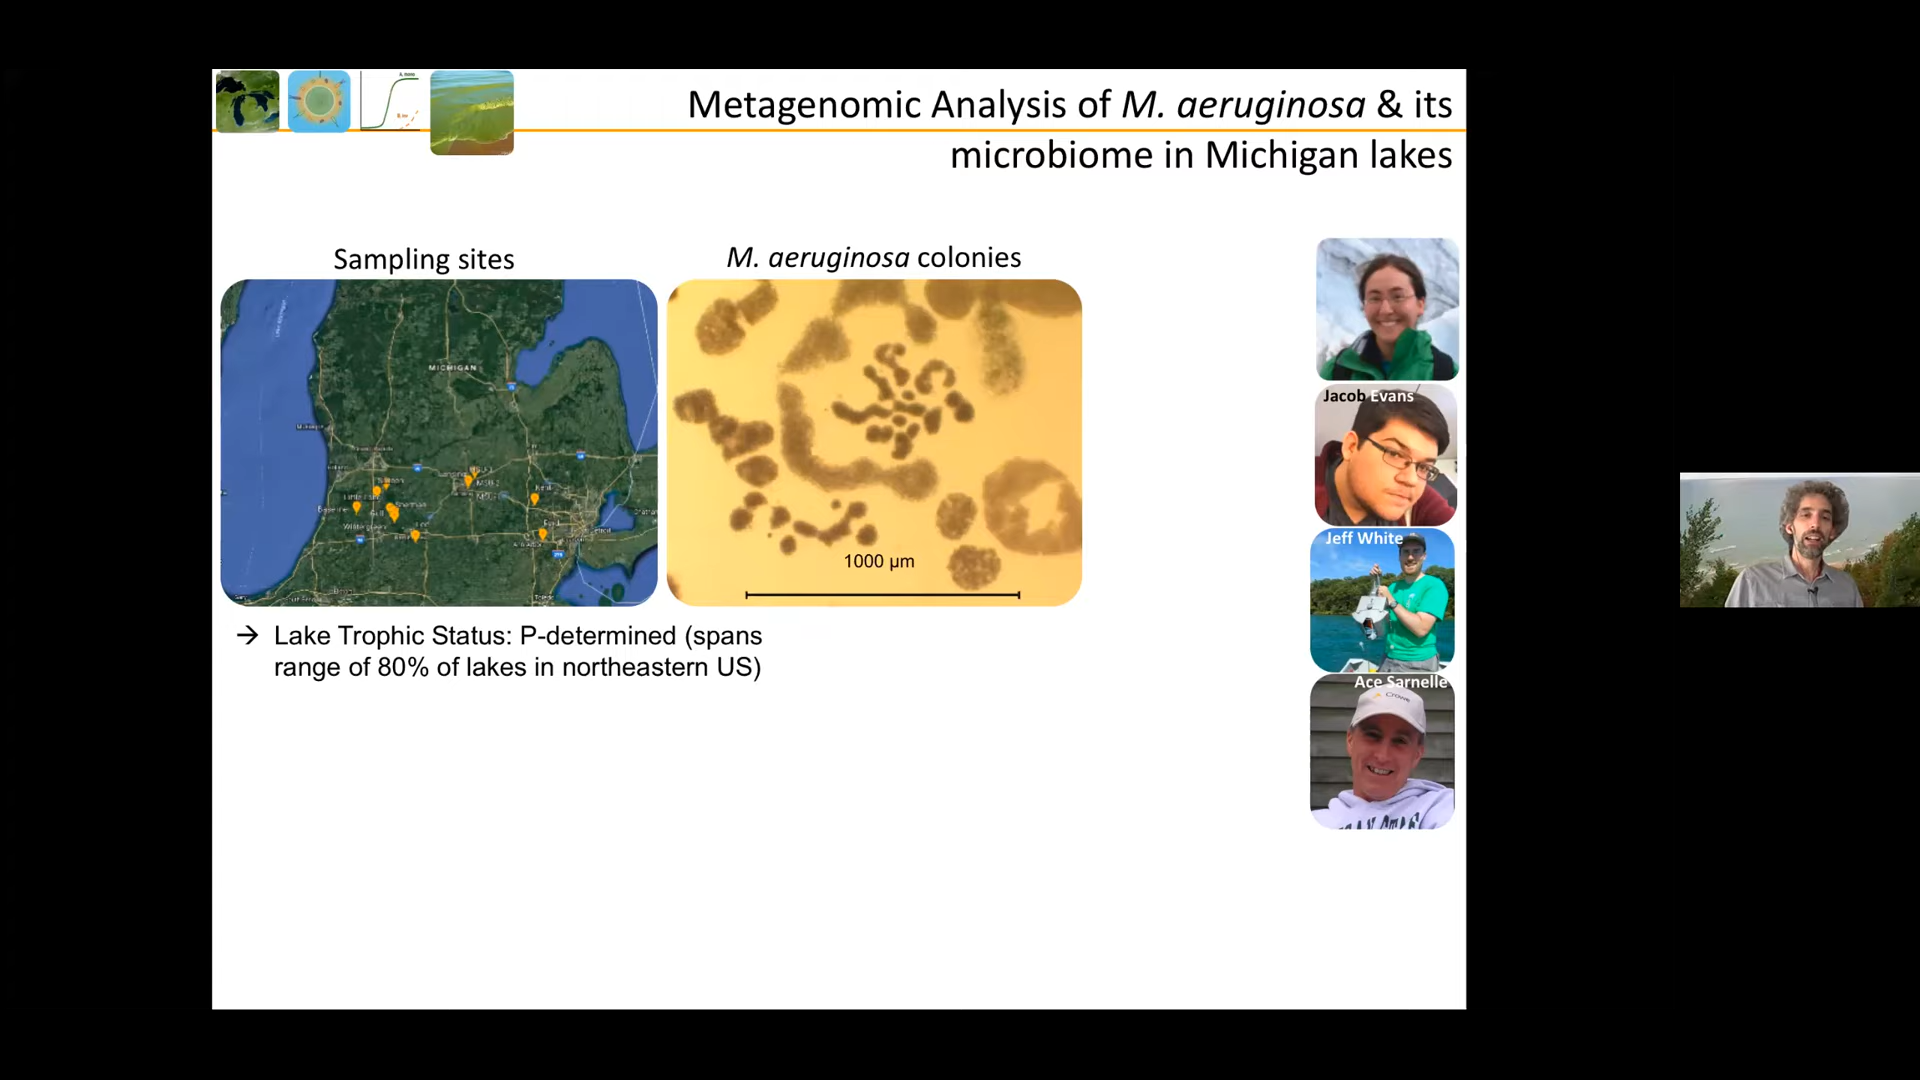 Metagenomic Analysis of M. aeruginosa & its
microbiome in Michigan lakes
Sampling sites
M. aeruginosa colonies
MICHIGAN
1000 µm
→ Lake Trophic Status: P-determined (spans
range of 80% of lakes in northeastern US)
Jacob Evans
Jeff White
Ace Sarnelle